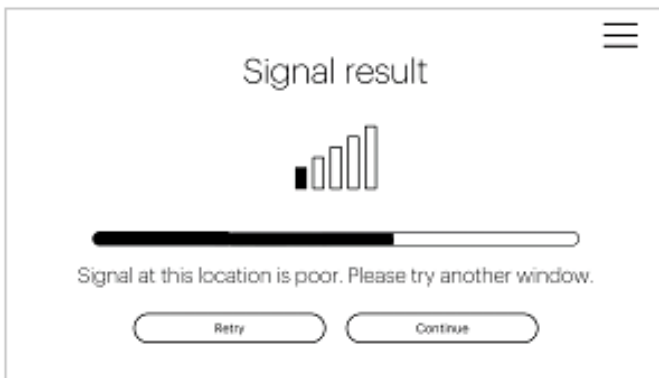 Signal result
Signal at this location is poor. Please try another window.
Retry
Continue